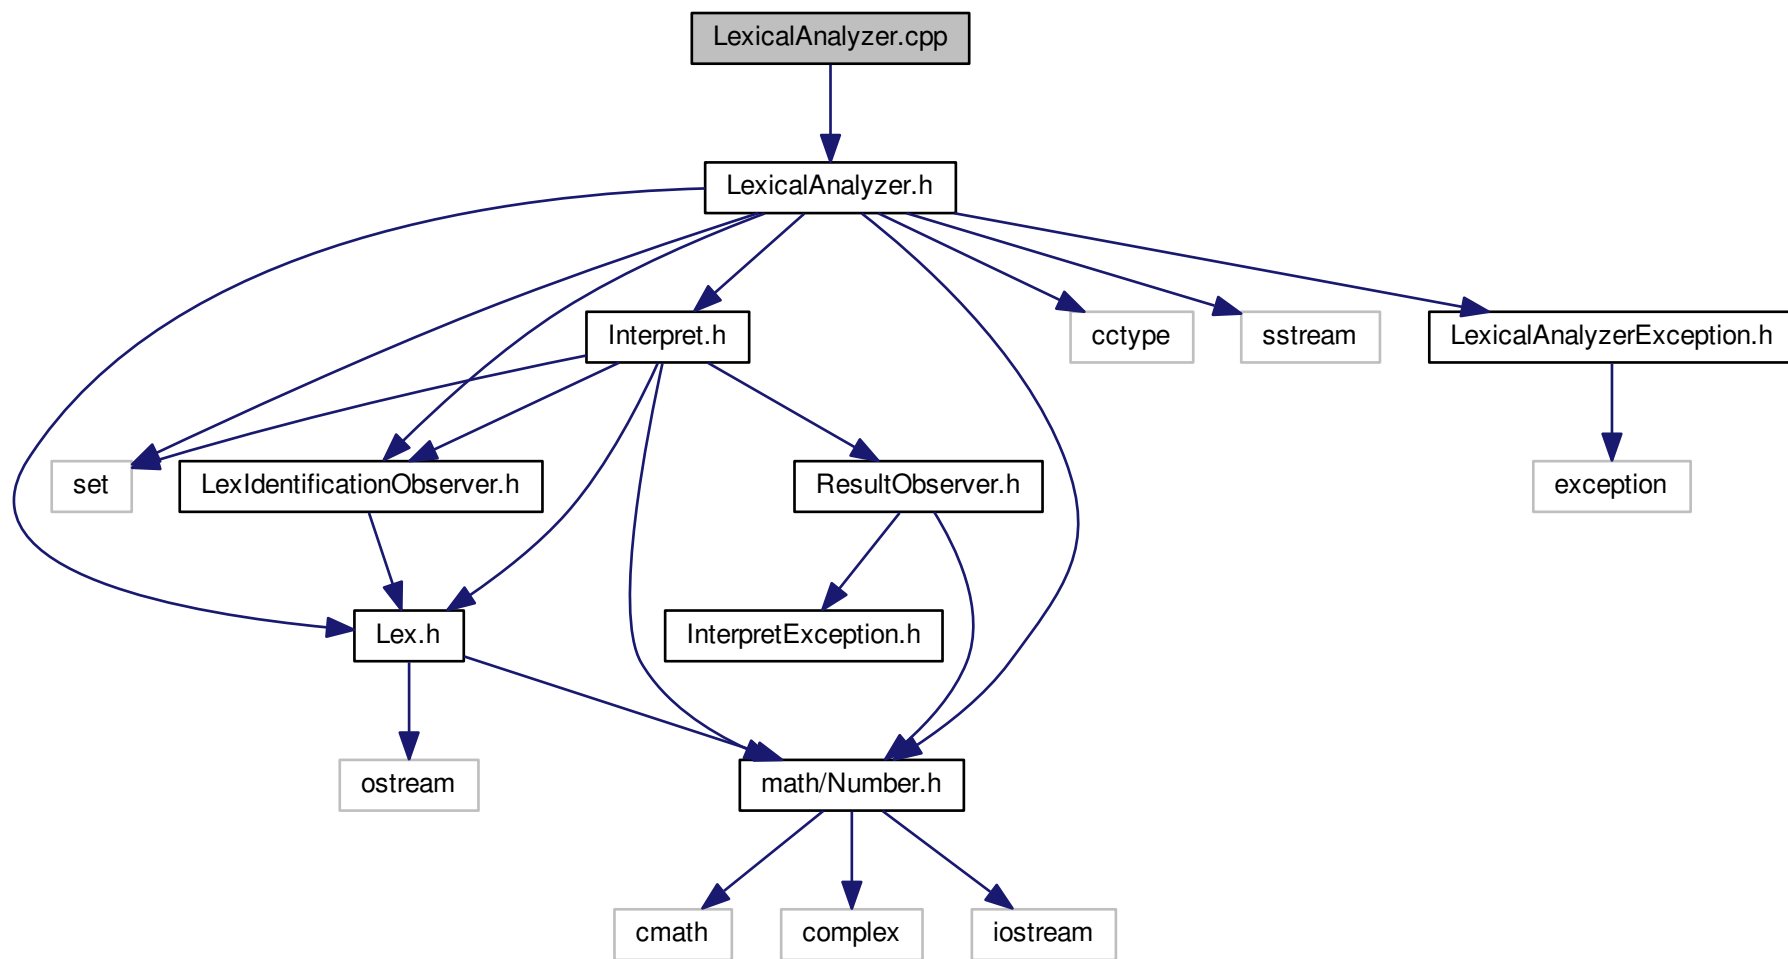 LexicalAnalyzer.cpp
LexicalAnalyzer.h
Interpret.h
cctype
sstream
LexicalAnalyzerException.h
set
LexIdentificationObserver.h
ResultObserver.h
exception
Lex.h
InterpretException.h
ostream
math/Number.h
cmath
complex
iostream